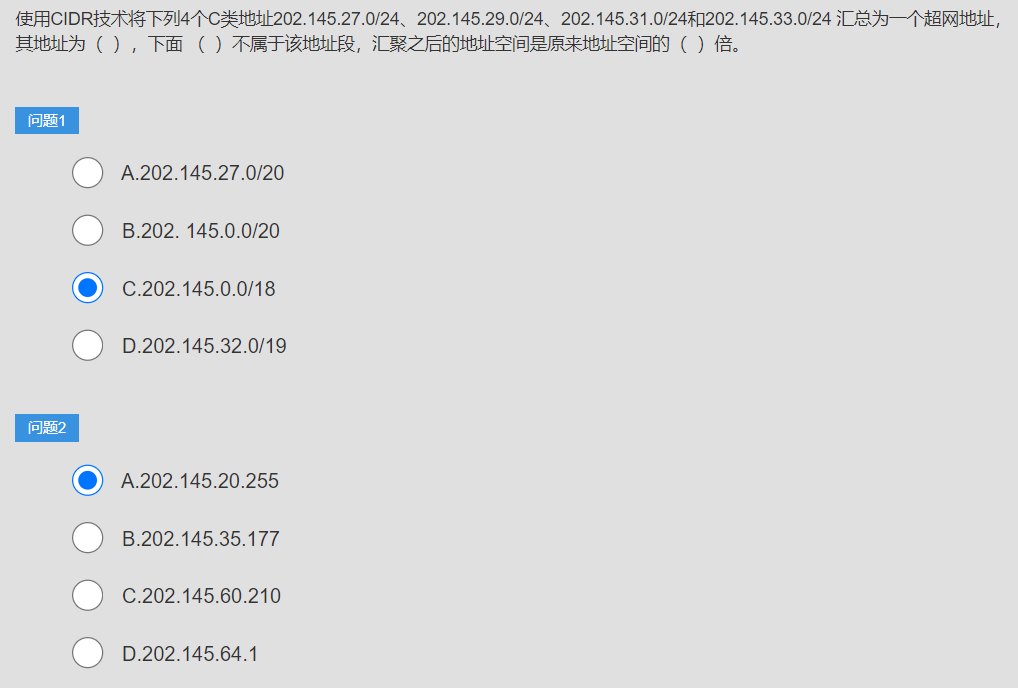 使用CIDR技术将下列4个C类地址202.145.27.0/24、202.145.29.0/24、202.145.31.0/24和202.145.33.0/24 汇总为一个超网地址，
其地址为（ ），下面 （ ）不属于该地址段，汇聚之后的地址空间是原来地址空间的（ ）倍。
问题1
A.202.145.27.0/20
B.202. 145.0.0/20
C.202.145.0.0/18
D.202.145.32.0/19
问题2
A.202.145.20.255
B.202.145.35.177
C.202.145.60.210
D.202.145.64.1